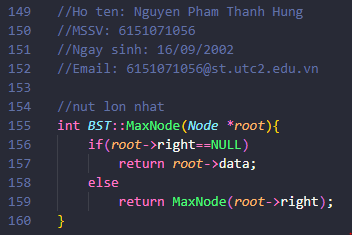 149 //Ho ten: Nguyen Pham Thanh Hung
150 //MSSV: 6151071056
151 //Ngay sinh: 16/09/2002
152 //Email: 6151071056@st.utc2.edu.vn
153
154 //nut lon nhat
155 int BST::MaxNode(Node *root){
156     if(root->right==NULL)
157         return root->data;
158     else
159         return MaxNode(root->right);
160 }